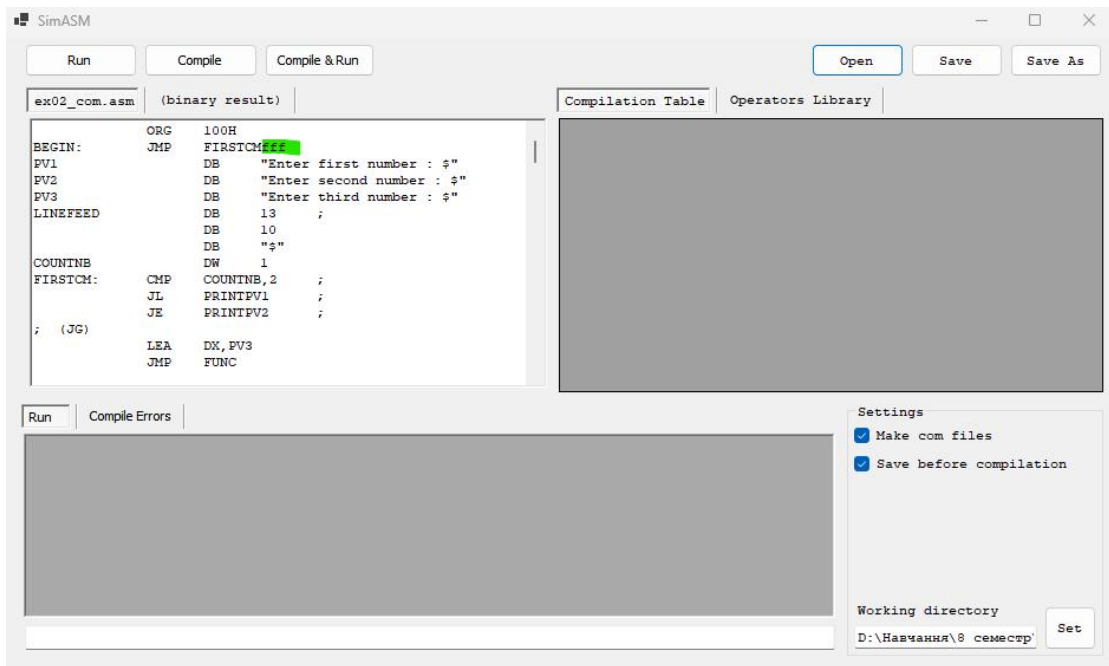 SimASM
Run Compile Compile & Run Open Save Save As
ex02_com.asm (binary result)
ORG 100H
BEGIN: JMP FIRSTCMfff
PV1 DB "Enter first number : $"
PV2 DB "Enter second number : $"
PV3 DB "Enter third number : $"
LINEFEED DB 13 ;
DB 10
DB "$"
COUNTNB DW 1
FIRSTCM: CMP COUNTNB,2 ;
JL PRINTPV1 ;
JE PRINTPV2 ;
; (JG)
LEA DX,PV3
JMP FUNC
Compilation Table Operators Library
Run Compile Errors
Settings
Make com files
Save before compilation
Working directory
D:\Навчання\8 семестр
Set